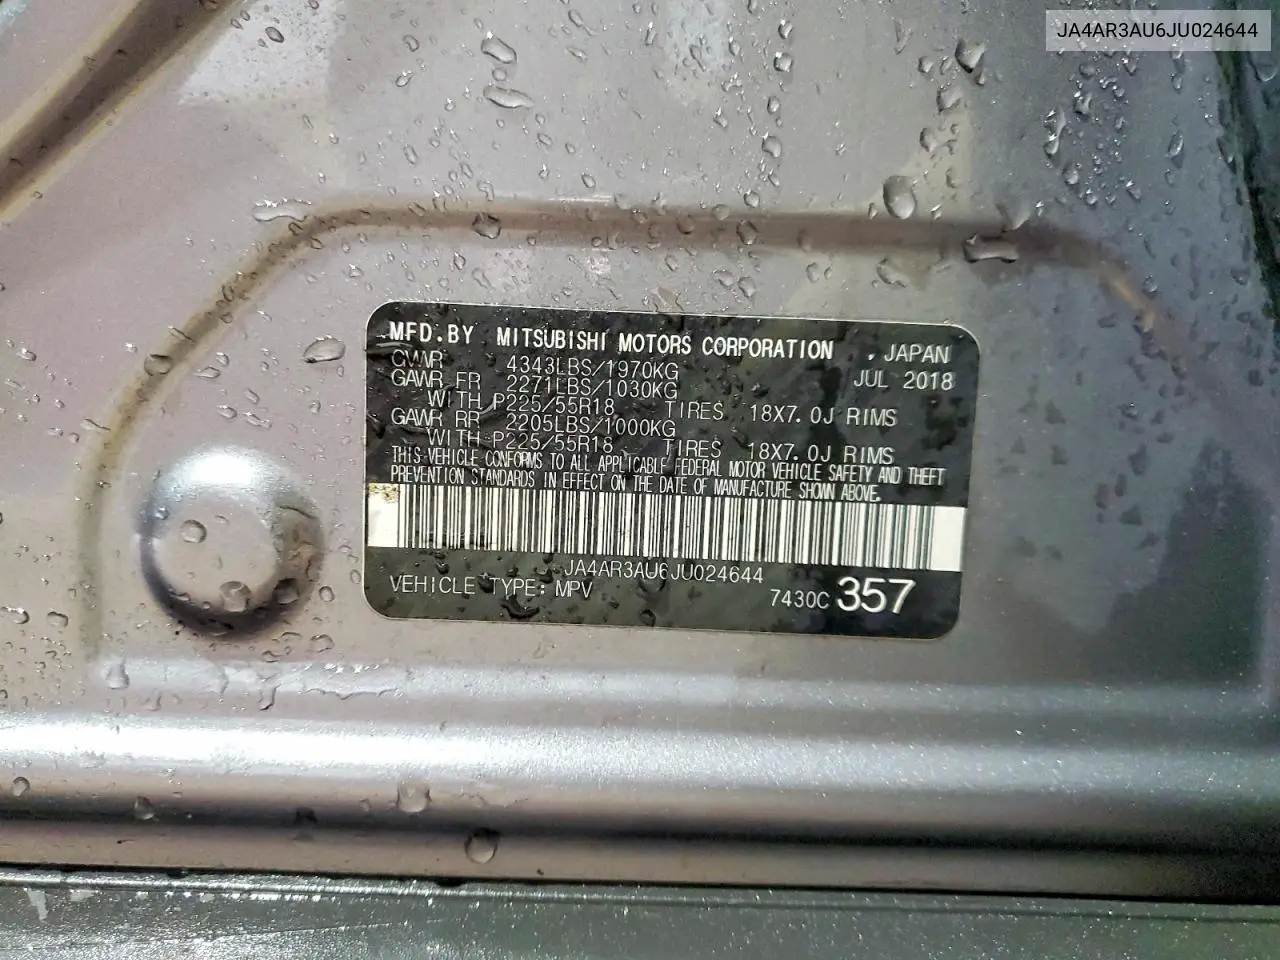 JA4AR3AU6JU024644
MFD.BY MITSUBISHI MOTORS CORPORATION , JAPAN
GVWR 4343LBS/1970KG JUL 2018
GAWR FR 2271LBS/1030KG
WITH P225/55R18 TIRES 18X7.0J RIMS
GAWR RR 2205LBS/1000KG
WITH P225/55R18 TIRES 18X7.0J RIMS
THIS VEHICLE CONFORMS TO ALL APPLICABLE FEDERAL MOTOR VEHICLE SAFETY AND THEFT
PREVENTION STANDARDS IN EFFECT ON THE DATE OF MANUFACTURE SHOWN ABOVE.
JA4AR3AU6JU024644
VEHICLE TYPE: MPV 7430C 357